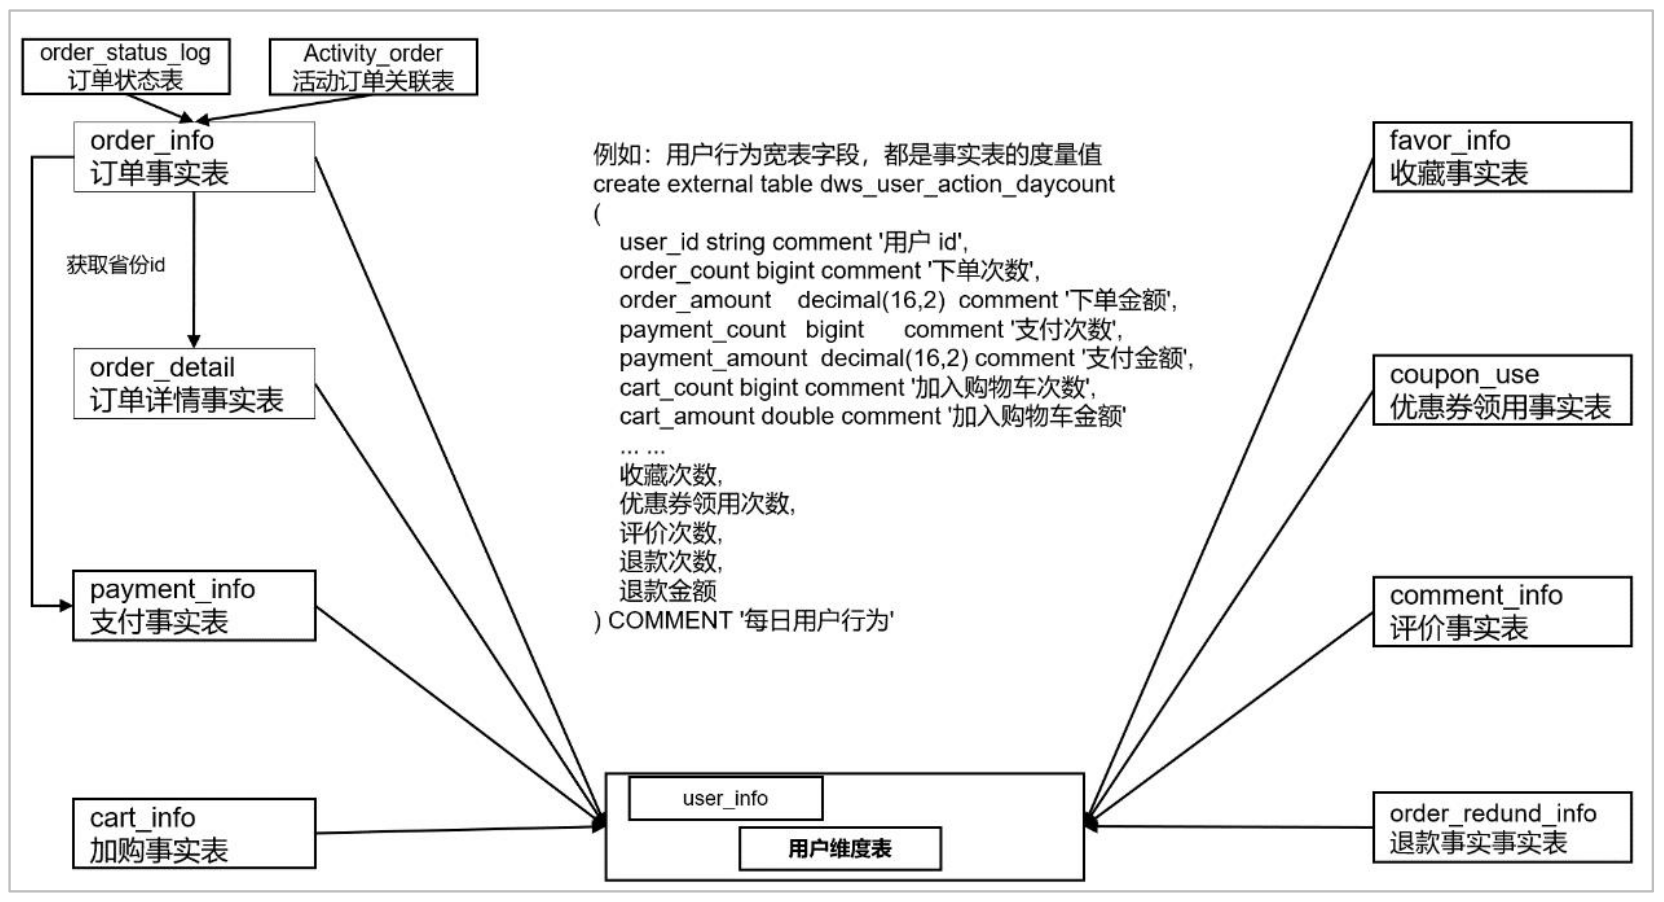 order_status_log
订单状态表
Activity_order
活动订单关联表
order_info
订单事实表
获取省份id
order_detail
订单详情事实表
payment_info
支付事实表
cart_info
加购事实表
例如：用户行为宽表字段，都是事实表的度量值
create external table dws_user_action_daycount
(
user_id string comment '用户 id',
order_count bigint comment '下单次数',
order_amount decimal(16,2) comment '下单金额',
payment_count bigint comment '支付次数',
payment_amount decimal(16,2) comment '支付金额',
cart_count bigint comment '加入购物车次数',
cart_amount double comment '加入购物车金额'
... ...
收藏次数,
优惠券领用次数,
评价次数,
退款次数,
退款金额
) COMMENT '每日用户行为'
user_info
用户维度表
favor_info
收藏事实表
coupon_use
优惠券领用事实表
comment_info
评价事实表
order_redund_info
退款事实事实表